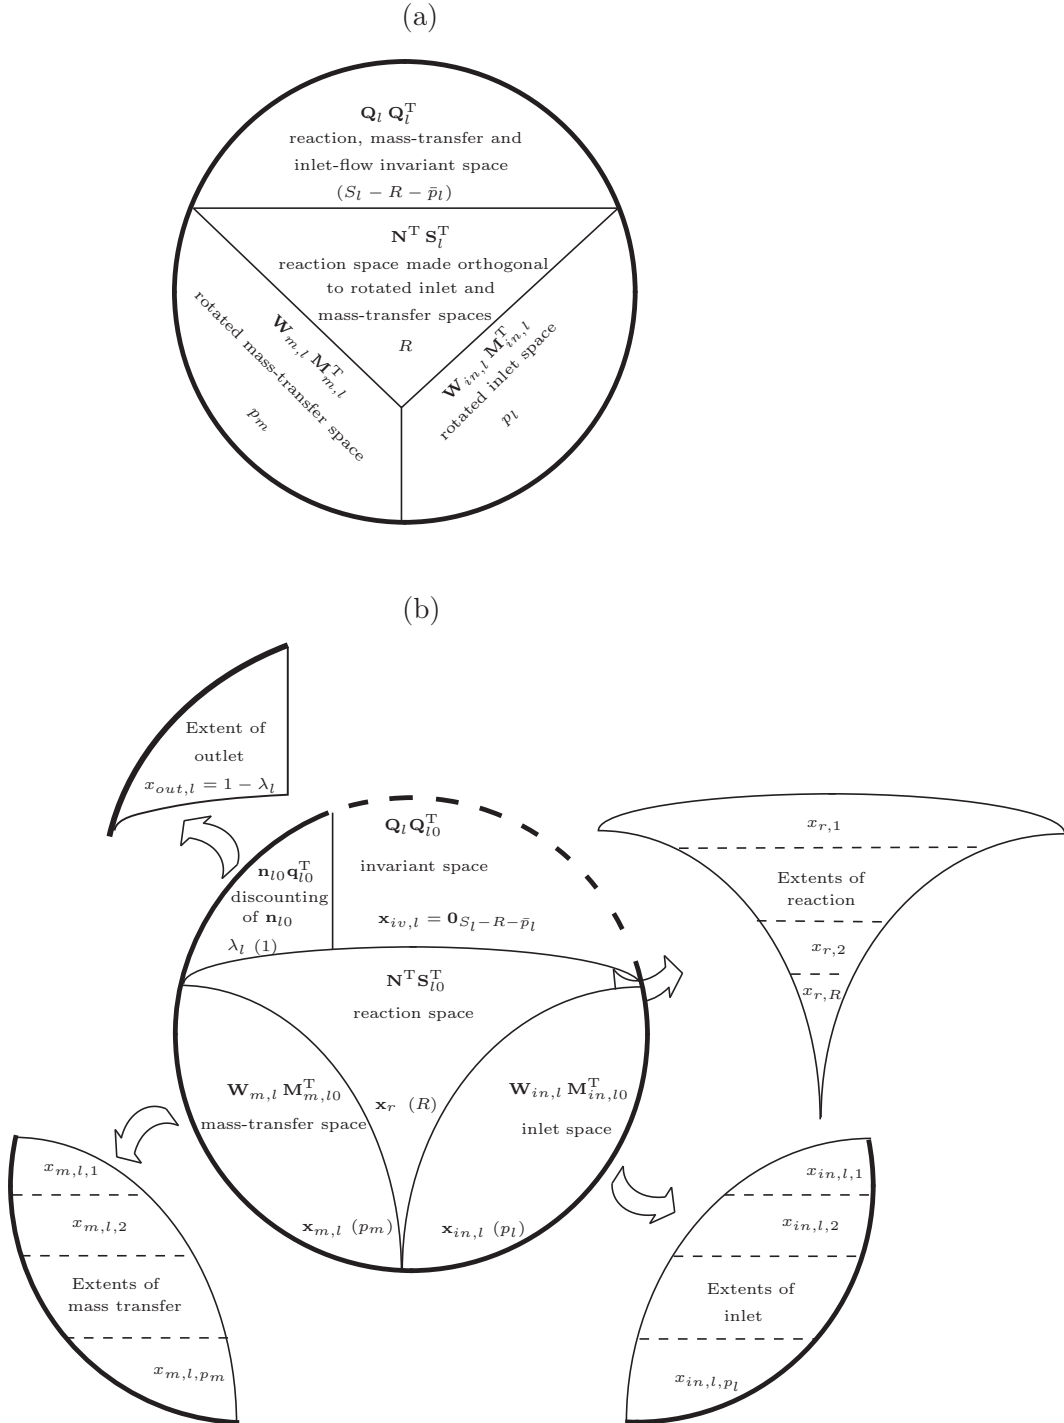 (a)
𝐐_l 𝐐_l^T
reaction, mass-transfer and
inlet-flow invariant space
(S_l − R − p̄_l)
𝐍^T 𝐒_l^T
reaction space made orthogonal
to rotated inlet and
mass-transfer spaces
R
𝐖_{m,l} 𝐌_{m,l}^T
rotated mass-transfer space
p_m
𝐖_{in,l} 𝐌_{in,l}^T
rotated inlet space
p_l
(b)
Extent of
outlet
x_{out,l} = 1 − λ_l
𝐧_{l0}𝐪_{l0}^T
discounting
of 𝐧_{l0}
λ_l (1)
𝐐_l𝐐_{l0}^T
invariant space
𝐱_{iv,l} = 𝟎_{S_l−R−p̄_l}
𝐍^T𝐒_{l0}^T
reaction space
𝐱_r (R)
𝐖_{m,l} 𝐌_{m,l0}^T
mass-transfer space
𝐱_{m,l} (p_m)
𝐖_{in,l} 𝐌_{in,l0}^T
inlet space
𝐱_{in,l} (p_l)
x_{r,1}
Extents of
reaction
x_{r,2}
x_{r,R}
x_{m,l,1}
x_{m,l,2}
Extents of
mass transfer
x_{m,l,p_m}
x_{in,l,1}
x_{in,l,2}
Extents of
inlet
x_{in,l,p_l}